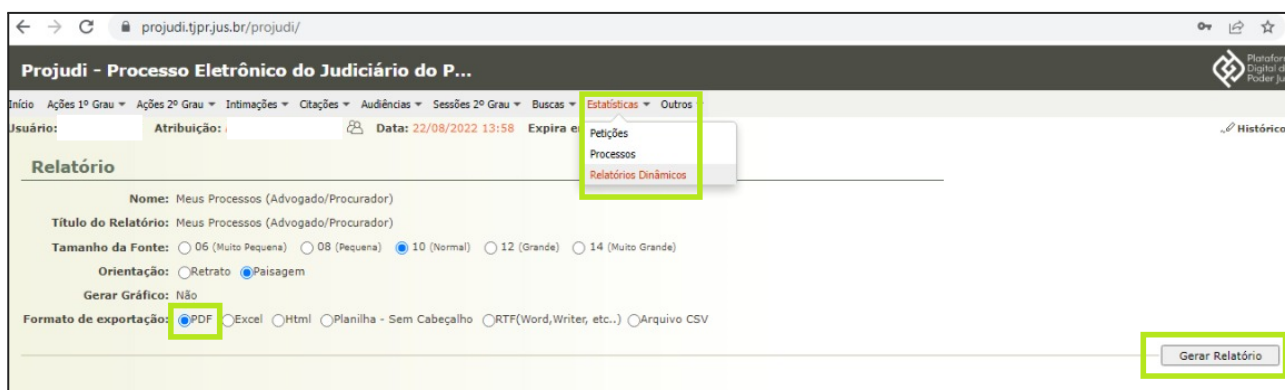 projudi.tjpr.jus.br/projudi/
Projudi - Processo Eletrônico do Judiciário do P...
Início Ações 1º Grau Ações 2º Grau Intimações Citações Audiências Sessões 2º Grau Buscas Estatísticas Outros
Usuário: Atribuição: Data: 22/08/2022 13:58 Expira e
Histórico
Petições
Processos
Relatórios Dinâmicos
Relatório
Nome: Meus Processos (Advogado/Procurador)
Título do Relatório: Meus Processos (Advogado/Procurador)
Tamanho da Fonte: 06 (Muito Pequena) 08 (Pequena) 10 (Normal) 12 (Grande) 14 (Muito Grande)
Orientação: Retrato Paisagem
Gerar Gráfico: Não
Formato de exportação: PDF Excel Html Planilha - Sem Cabeçalho RTF(Word,Writer, etc..) Arquivo CSV
Gerar Relatório